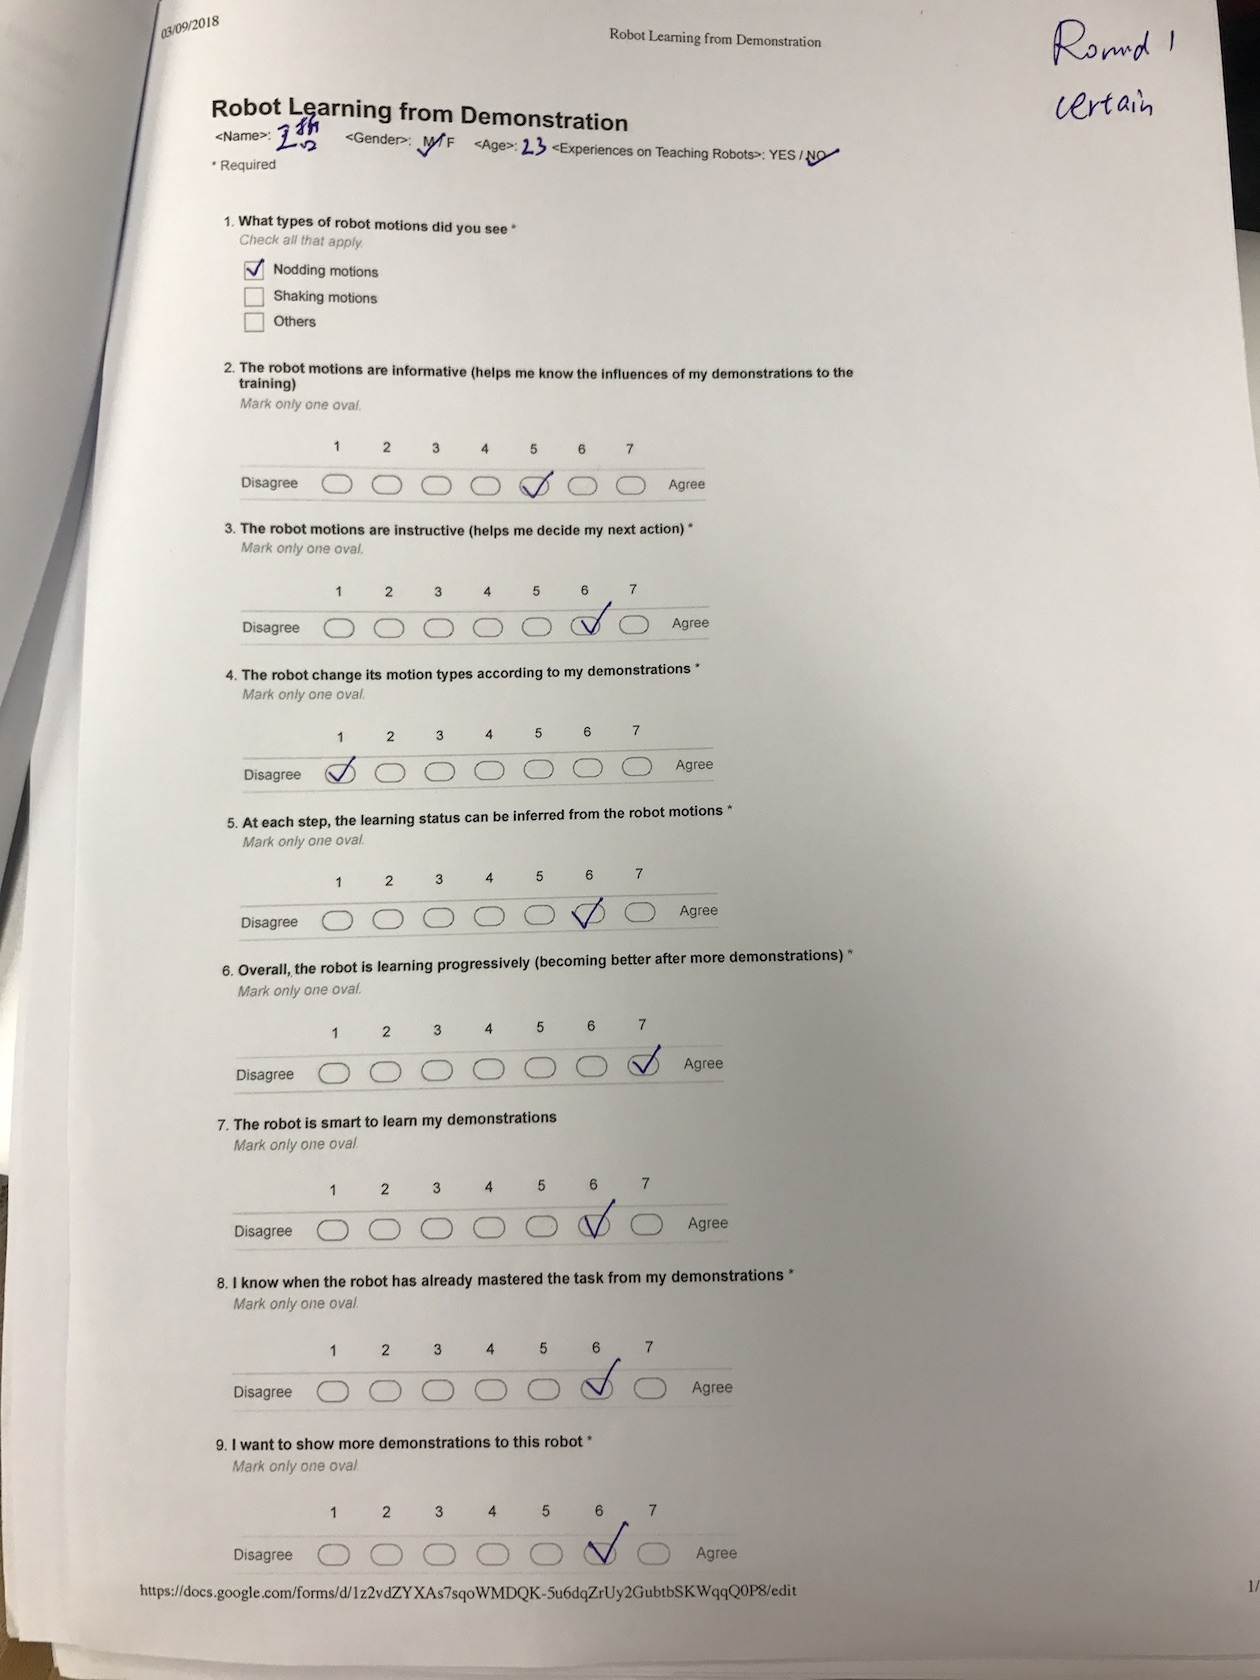 03/09/2018
Robot Learning from Demonstration
Round 1
certain
Robot Learning from Demonstration
<Name>: <Gender>: M/F <Age>: 23 <Experiences on Teaching Robots>: YES / NO
* Required
1. What types of robot motions did you see *
Check all that apply.
Nodding motions
Shaking motions
Others
2. The robot motions are informative (helps me know the influences of my demonstrations to the
training)
Mark only one oval.
1 2 3 4 5 6 7
Disagree Agree
3. The robot motions are instructive (helps me decide my next action) *
Mark only one oval.
1 2 3 4 5 6 7
Disagree Agree
4. The robot change its motion types according to my demonstrations *
Mark only one oval.
1 2 3 4 5 6 7
Disagree Agree
5. At each step, the learning status can be inferred from the robot motions *
Mark only one oval.
1 2 3 4 5 6 7
Disagree Agree
6. Overall, the robot is learning progressively (becoming better after more demonstrations) *
Mark only one oval.
1 2 3 4 5 6 7
Disagree Agree
7. The robot is smart to learn my demonstrations
Mark only one oval.
1 2 3 4 5 6 7
Disagree Agree
8. I know when the robot has already mastered the task from my demonstrations *
Mark only one oval.
1 2 3 4 5 6 7
Disagree Agree
9. I want to show more demonstrations to this robot *
Mark only one oval.
1 2 3 4 5 6 7
Disagree Agree
https://docs.google.com/forms/d/1z2vdZYXAs7sqoWMDQK-5u6dqZrUy2GubtbSKWqqQ0P8/edit
1/